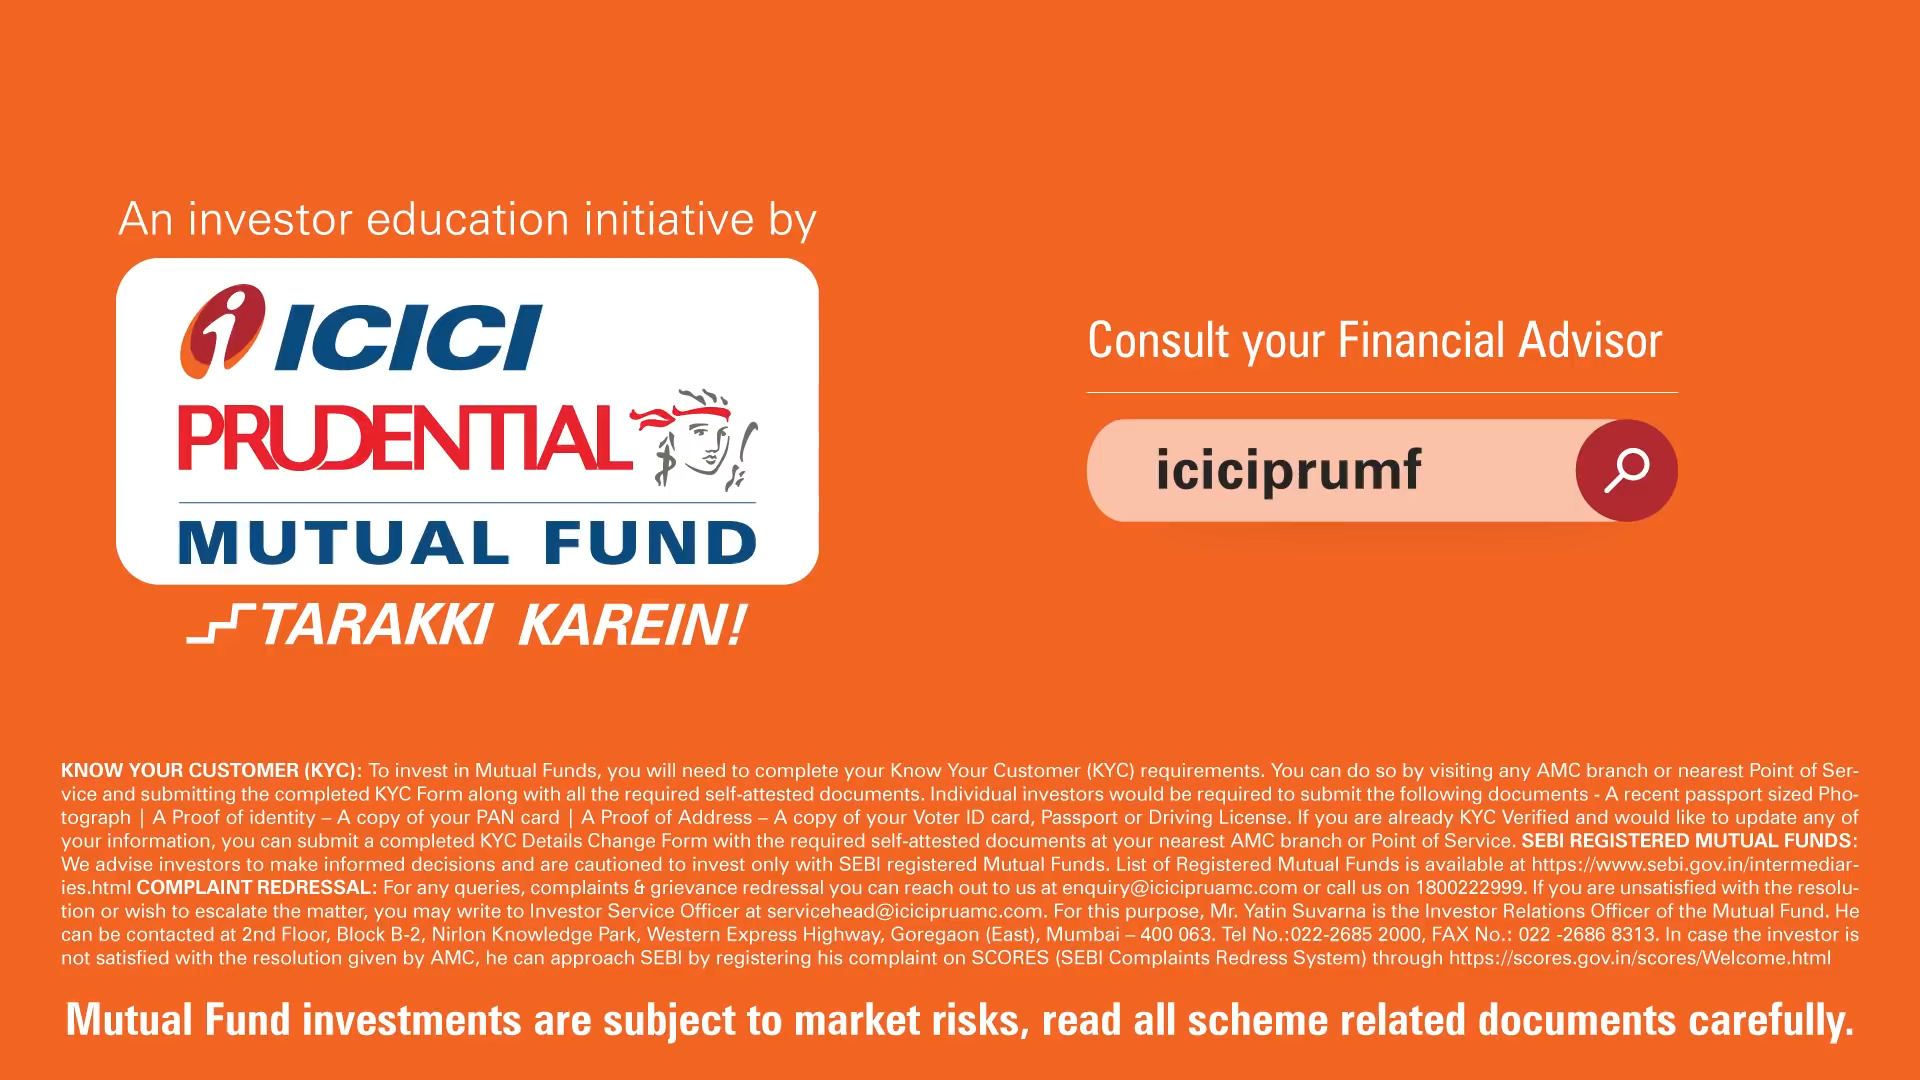 An investor education initiative by
ICICI
PRUDENTIAL
MUTUAL FUND
TARAKKI KAREIN!
Consult your Financial Advisor
iciciprumf
KNOW YOUR CUSTOMER (KYC): To invest in Mutual Funds, you will need to complete your Know Your Customer (KYC) requirements. You can do so by visiting any AMC branch or nearest Point of Ser-
vice and submitting the completed KYC Form along with all the required self-attested documents. Individual investors would be required to submit the following documents - A recent passport sized Pho-
tograph | A Proof of identity – A copy of your PAN card | A Proof of Address – A copy of your Voter ID card, Passport or Driving License. If you are already KYC Verified and would like to update any of
your information, you can submit a completed KYC Details Change Form with the required self-attested documents at your nearest AMC branch or Point of Service. SEBI REGISTERED MUTUAL FUNDS:
We advise investors to make informed decisions and are cautioned to invest only with SEBI registered Mutual Funds. List of Registered Mutual Funds is available at https://www.sebi.gov.in/intermediar-
ies.html COMPLAINT REDRESSAL: For any queries, complaints & grievance redressal you can reach out to us at enquiry@icicipruamc.com or call us on 1800222999. If you are unsatisfied with the resolu-
tion or wish to escalate the matter, you may write to Investor Service Officer at servicehead@icicipruamc.com. For this purpose, Mr. Yatin Suvarna is the Investor Relations Officer of the Mutual Fund. He
can be contacted at 2nd Floor, Block B-2, Nirlon Knowledge Park, Western Express Highway, Goregaon (East), Mumbai – 400 063. Tel No.:022-2685 2000, FAX No.: 022 -2686 8313. In case the investor is
not satisfied with the resolution given by AMC, he can approach SEBI by registering his complaint on SCORES (SEBI Complaints Redress System) through https://scores.gov.in/scores/Welcome.html
Mutual Fund investments are subject to market risks, read all scheme related documents carefully.